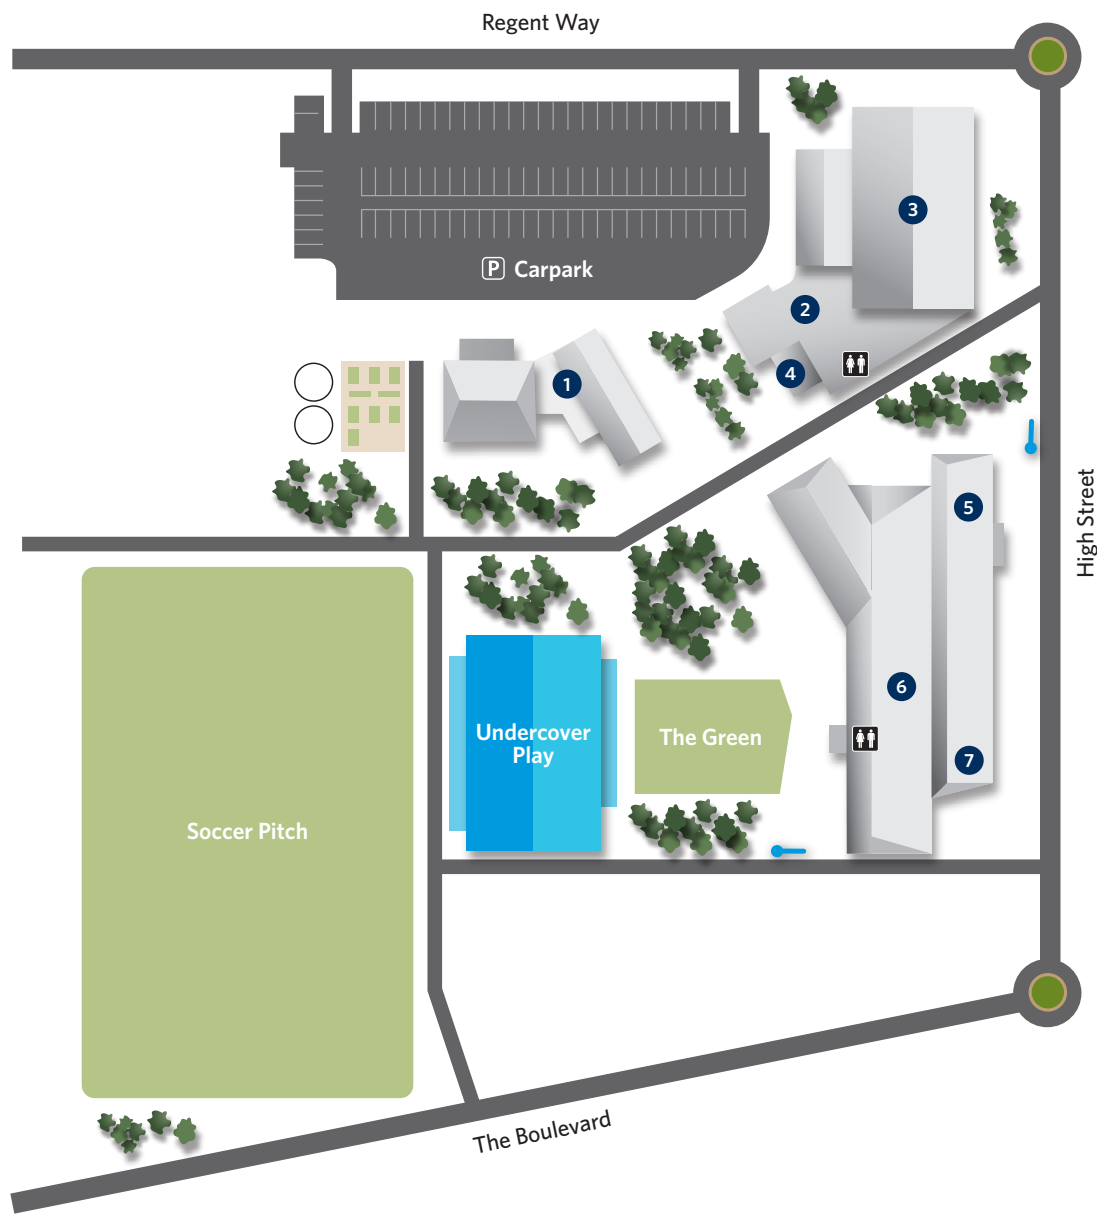 Regent Way
3
P Carpark
2
4
1
5
High Street
6
Undercover
Play
The Green
7
Soccer Pitch
The Boulevard